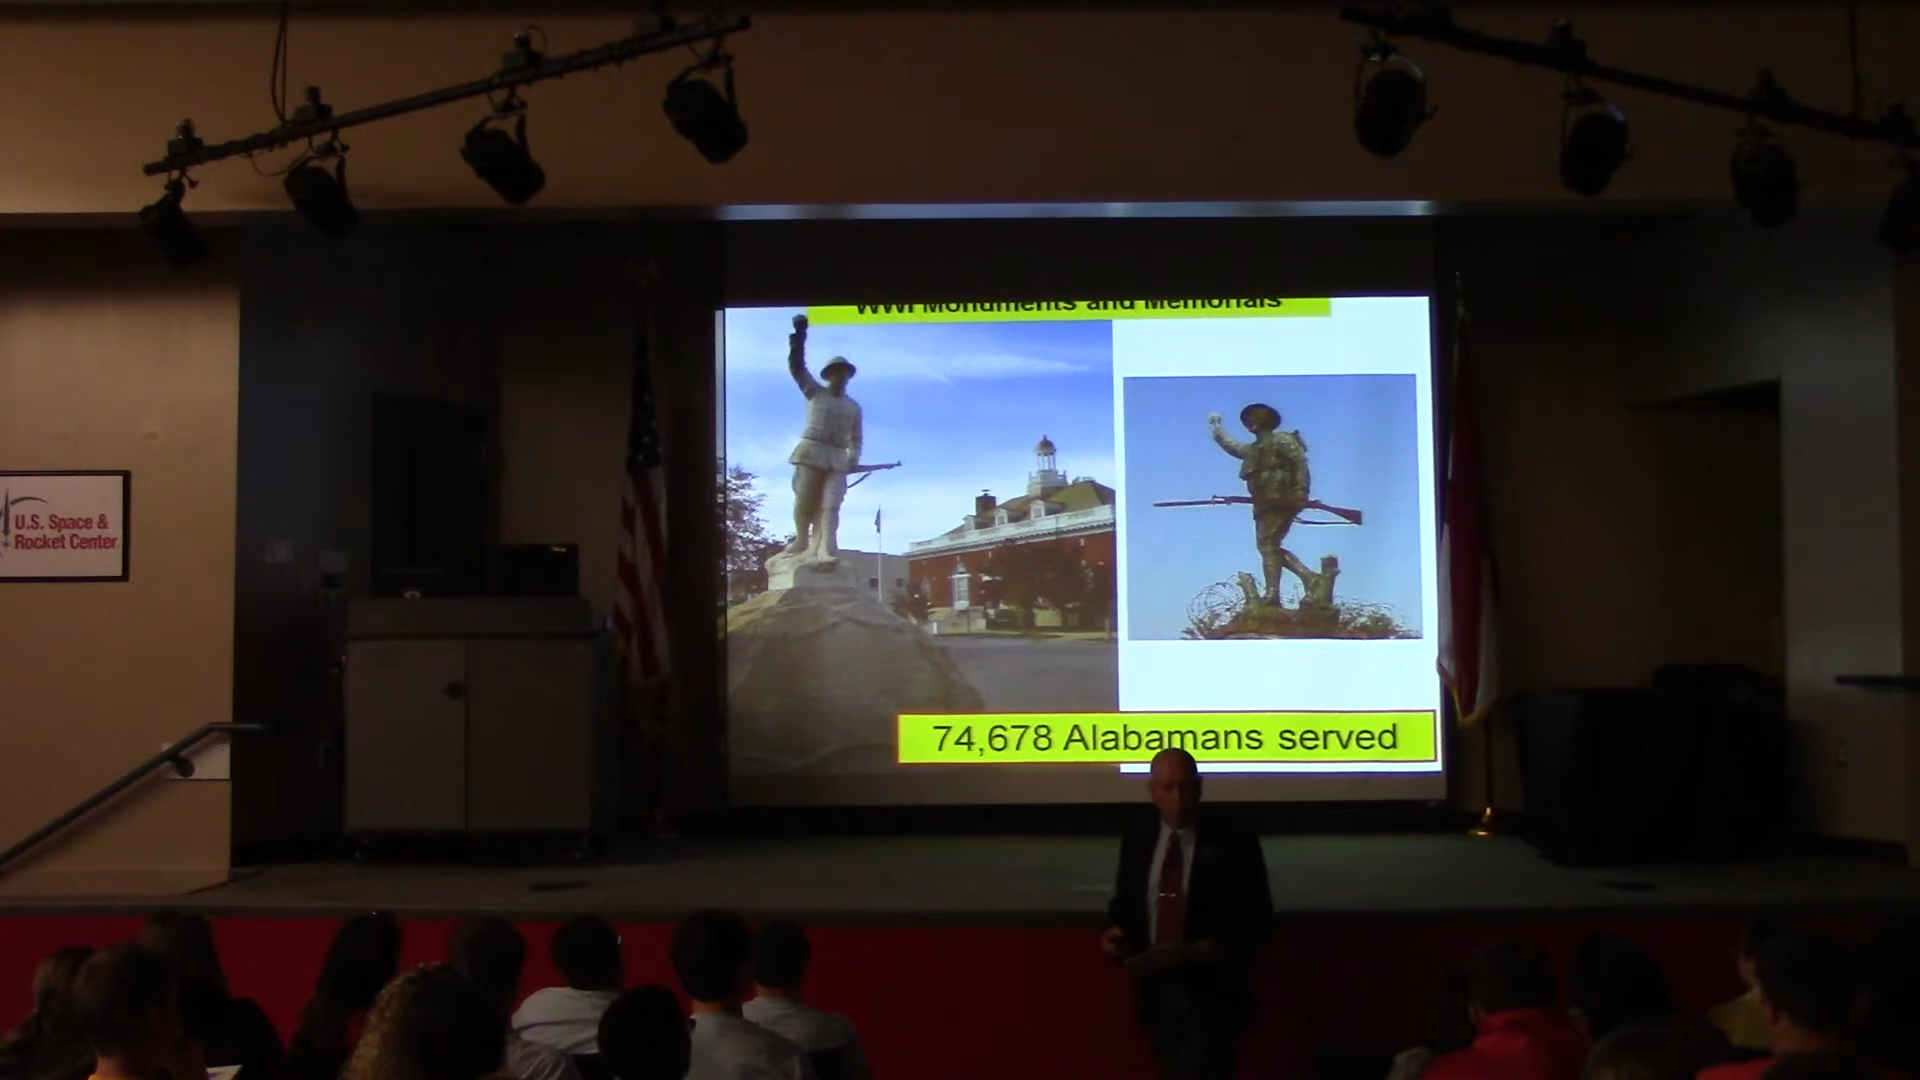 WWI Monuments and Memorials
U.S. Space &
Rocket Center
74,678 Alabamans served